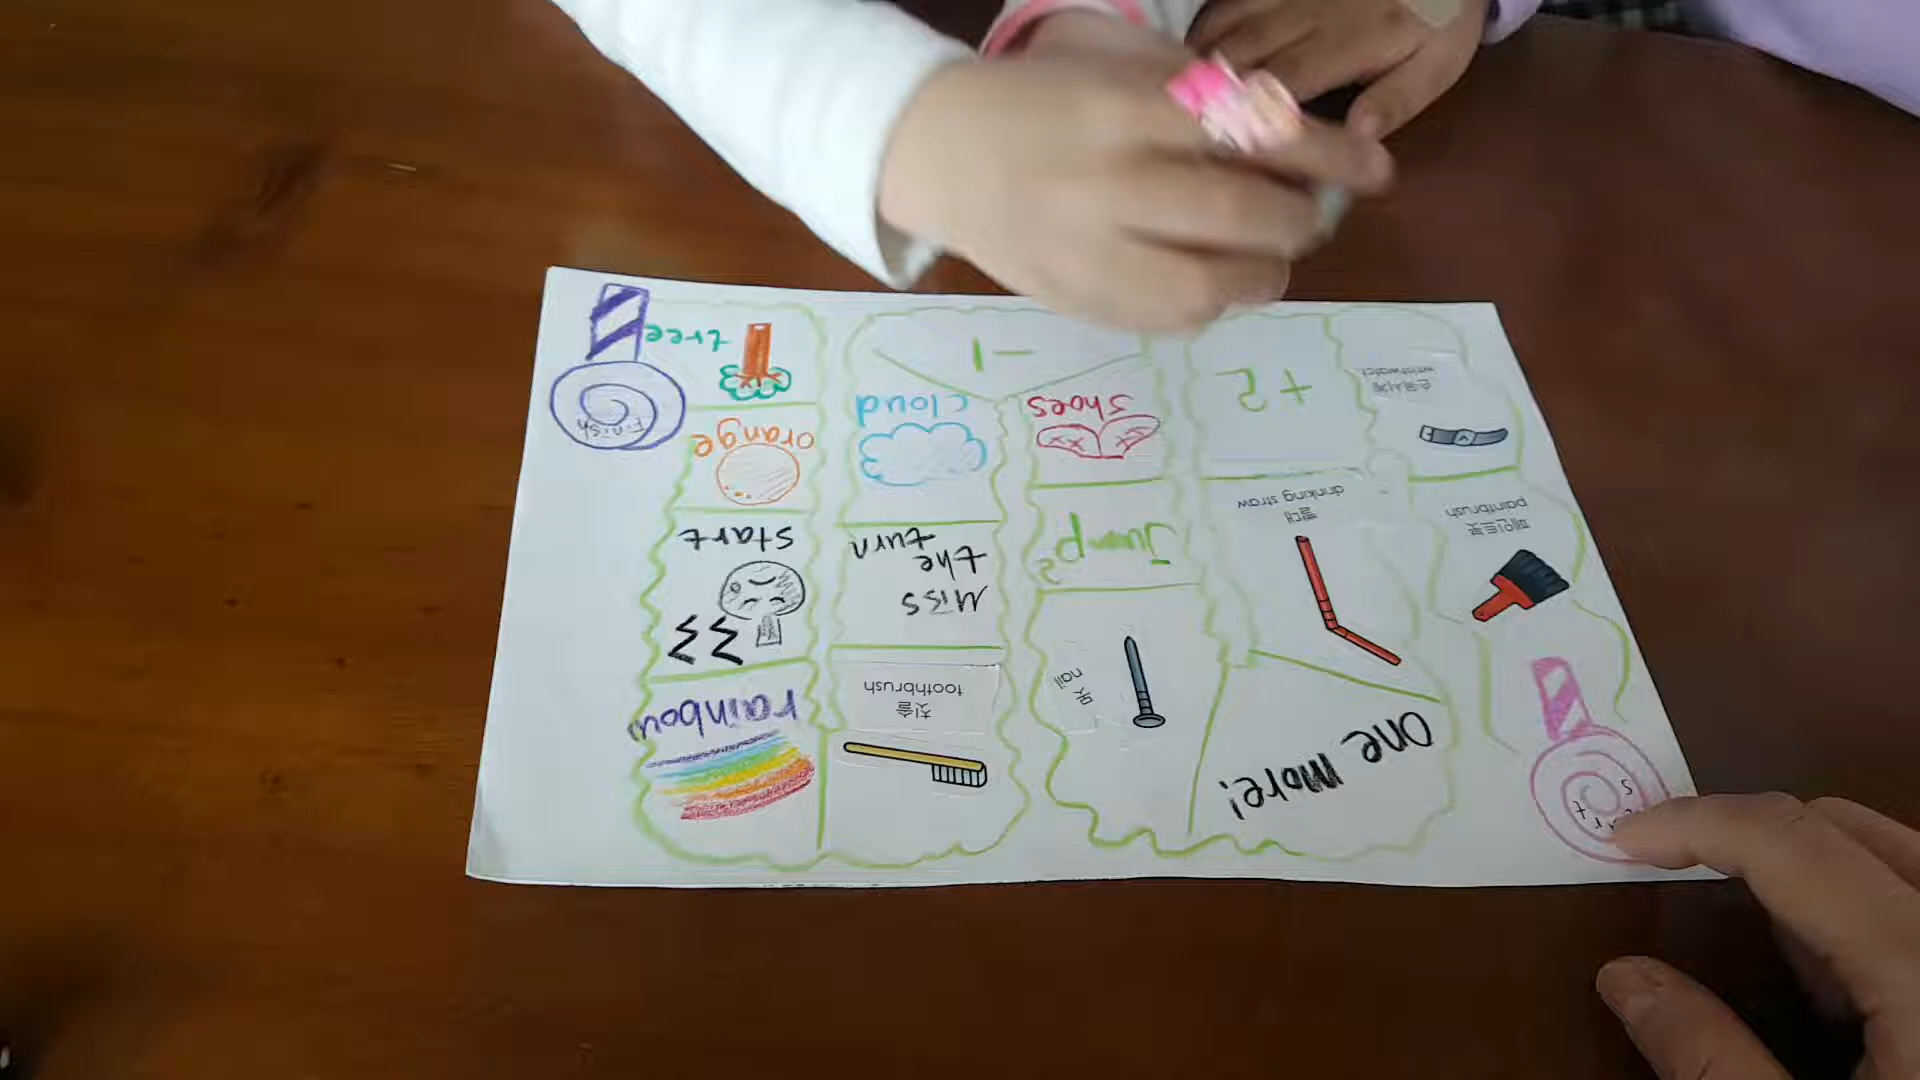 start
페인트붓
paintbrush
손목시계
wristwatch
+2
빨대
drinking straw
one more!
못
nail
Jump
s
shoes
-1
cloud
Miss
the
turn
칫솔
toothbrush
rainbow
start
orange
tree
Finish